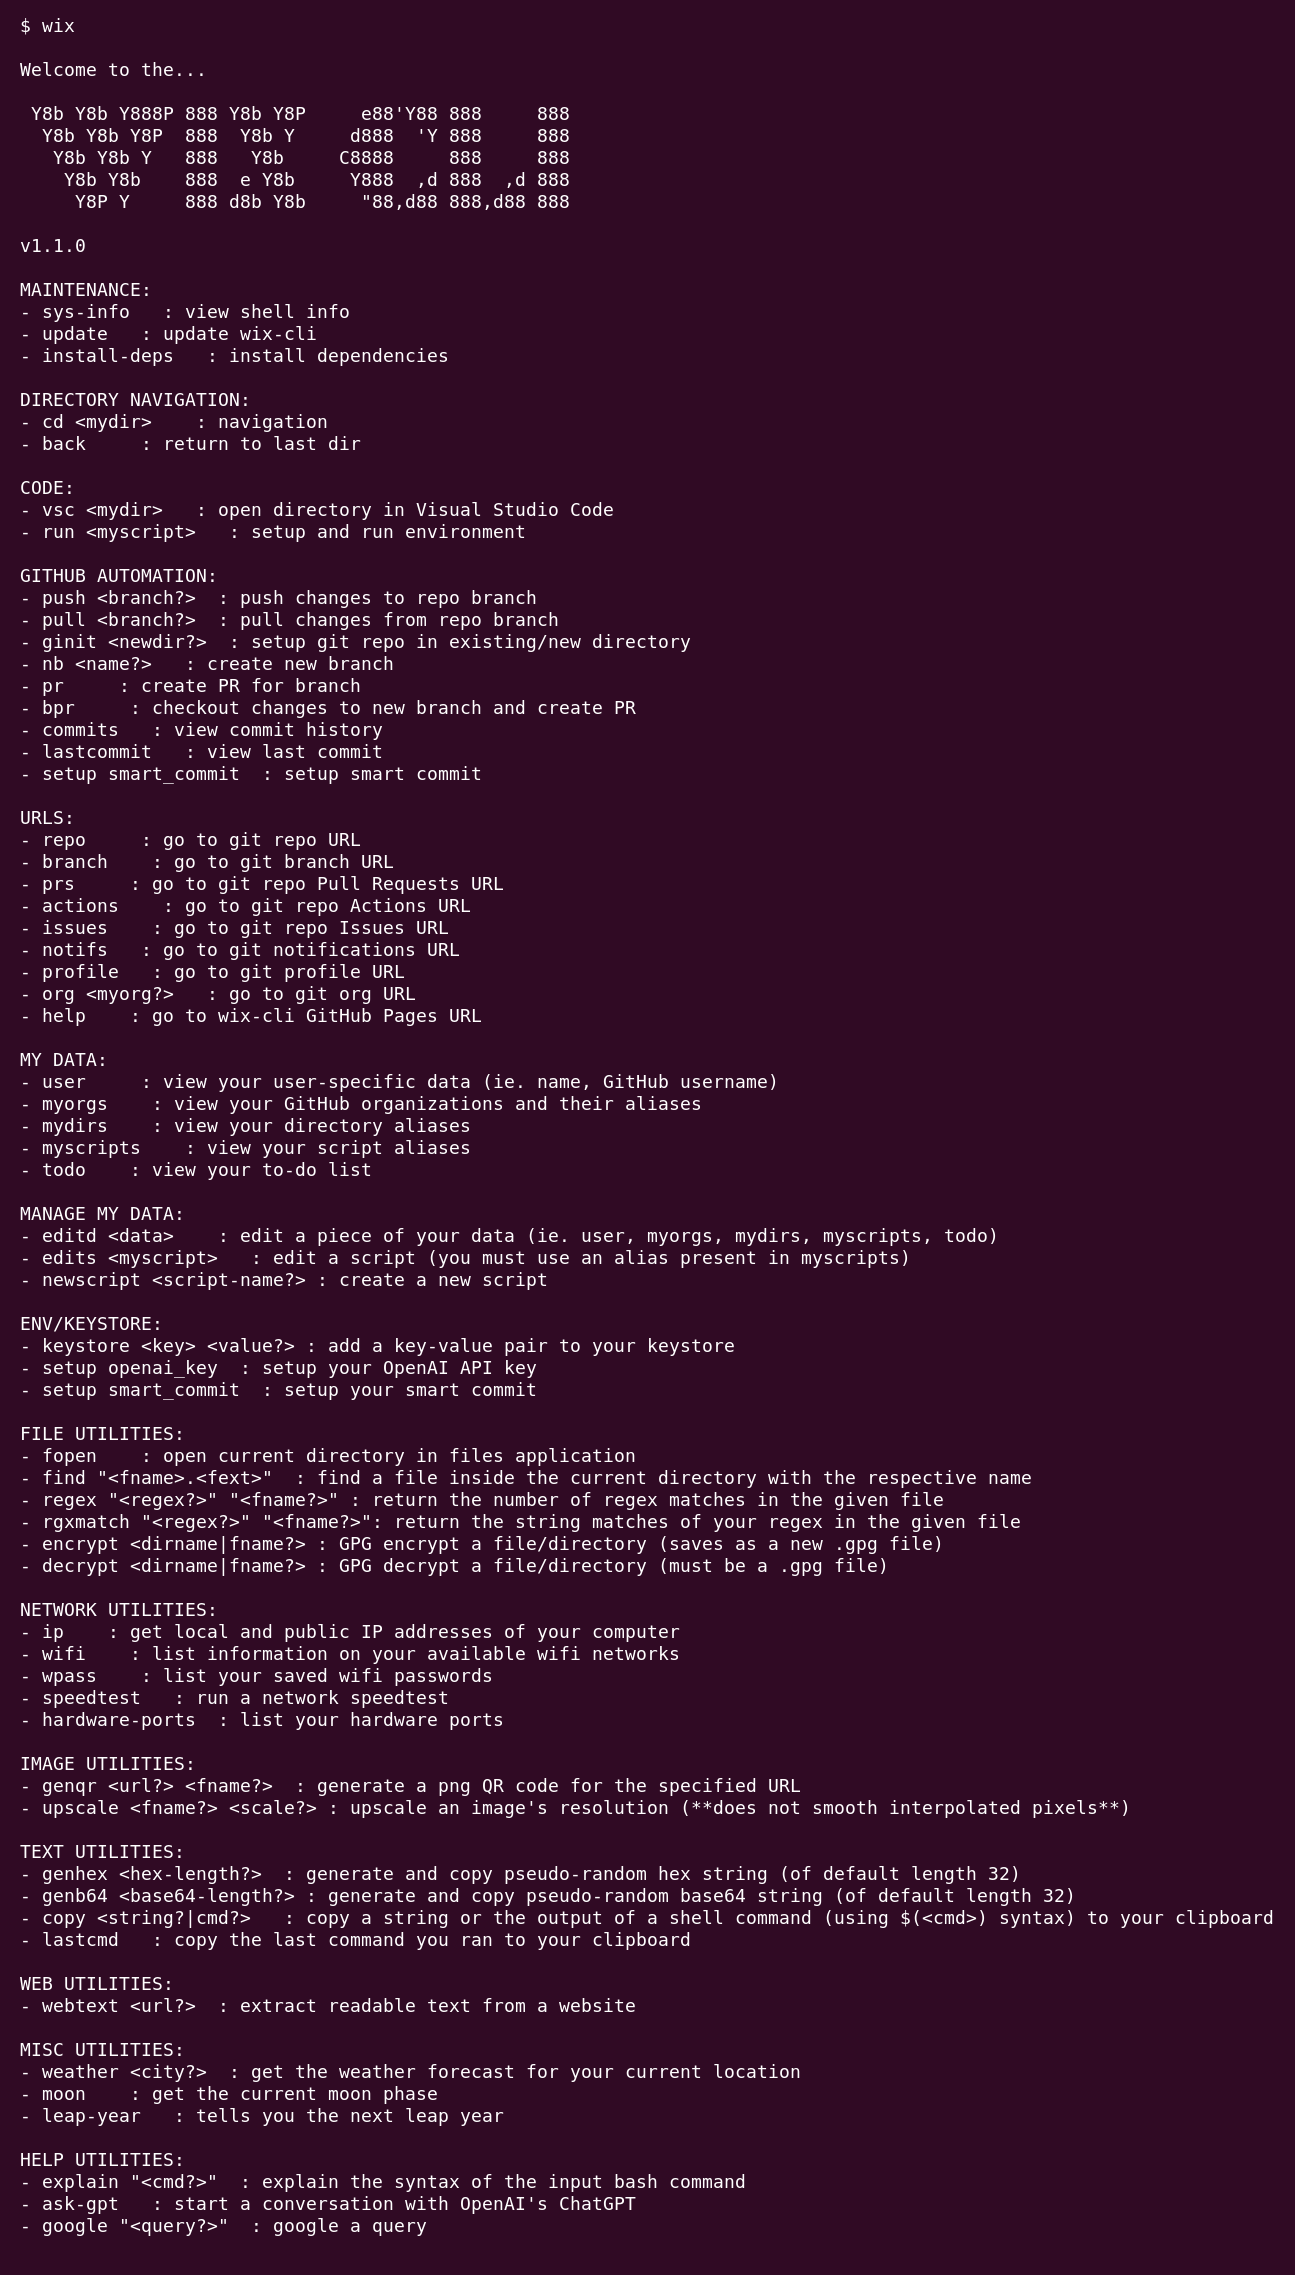 $ wix

Welcome to the...

 Y8b Y8b Y888P 888 Y8b Y8P     e88'Y88 888     888
  Y8b Y8b Y8P  888  Y8b Y     d888  'Y 888     888
   Y8b Y8b Y   888   Y8b     C8888     888     888
    Y8b Y8b    888  e Y8b     Y888  ,d 888  ,d 888
     Y8P Y     888 d8b Y8b     "88,d88 888,d88 888

v1.1.0

MAINTENANCE:
- sys-info   : view shell info
- update   : update wix-cli
- install-deps   : install dependencies

DIRECTORY NAVIGATION:
- cd <mydir>    : navigation
- back     : return to last dir

CODE:
- vsc <mydir>   : open directory in Visual Studio Code
- run <myscript>   : setup and run environment

GITHUB AUTOMATION:
- push <branch?>  : push changes to repo branch
- pull <branch?>  : pull changes from repo branch
- ginit <newdir?>  : setup git repo in existing/new directory
- nb <name?>   : create new branch
- pr     : create PR for branch
- bpr     : checkout changes to new branch and create PR
- commits   : view commit history
- lastcommit   : view last commit
- setup smart_commit  : setup smart commit

URLS:
- repo     : go to git repo URL
- branch    : go to git branch URL
- prs     : go to git repo Pull Requests URL
- actions    : go to git repo Actions URL
- issues    : go to git repo Issues URL
- notifs   : go to git notifications URL
- profile   : go to git profile URL
- org <myorg?>   : go to git org URL
- help    : go to wix-cli GitHub Pages URL

MY DATA:
- user     : view your user-specific data (ie. name, GitHub username)
- myorgs    : view your GitHub organizations and their aliases
- mydirs    : view your directory aliases
- myscripts    : view your script aliases
- todo    : view your to-do list

MANAGE MY DATA:
- editd <data>    : edit a piece of your data (ie. user, myorgs, mydirs, myscripts, todo)
- edits <myscript>   : edit a script (you must use an alias present in myscripts)
- newscript <script-name?> : create a new script

ENV/KEYSTORE:
- keystore <key> <value?> : add a key-value pair to your keystore
- setup openai_key  : setup your OpenAI API key
- setup smart_commit  : setup your smart commit

FILE UTILITIES:
- fopen    : open current directory in files application
- find "<fname>.<fext>"  : find a file inside the current directory with the respective name
- regex "<regex?>" "<fname?>" : return the number of regex matches in the given file
- rgxmatch "<regex?>" "<fname?>": return the string matches of your regex in the given file
- encrypt <dirname|fname?> : GPG encrypt a file/directory (saves as a new .gpg file)
- decrypt <dirname|fname?> : GPG decrypt a file/directory (must be a .gpg file)

NETWORK UTILITIES:
- ip    : get local and public IP addresses of your computer
- wifi    : list information on your available wifi networks
- wpass    : list your saved wifi passwords
- speedtest   : run a network speedtest
- hardware-ports  : list your hardware ports

IMAGE UTILITIES:
- genqr <url?> <fname?>  : generate a png QR code for the specified URL
- upscale <fname?> <scale?> : upscale an image's resolution (**does not smooth interpolated pixels**)

TEXT UTILITIES:
- genhex <hex-length?>  : generate and copy pseudo-random hex string (of default length 32)
- genb64 <base64-length?> : generate and copy pseudo-random base64 string (of default length 32)
- copy <string?|cmd?>   : copy a string or the output of a shell command (using $(<cmd>) syntax) to your clipboard
- lastcmd   : copy the last command you ran to your clipboard

WEB UTILITIES:
- webtext <url?>  : extract readable text from a website

MISC UTILITIES:
- weather <city?>  : get the weather forecast for your current location
- moon    : get the current moon phase
- leap-year   : tells you the next leap year

HELP UTILITIES:
- explain "<cmd?>"  : explain the syntax of the input bash command
- ask-gpt   : start a conversation with OpenAI's ChatGPT
- google "<query?>"  : google a query